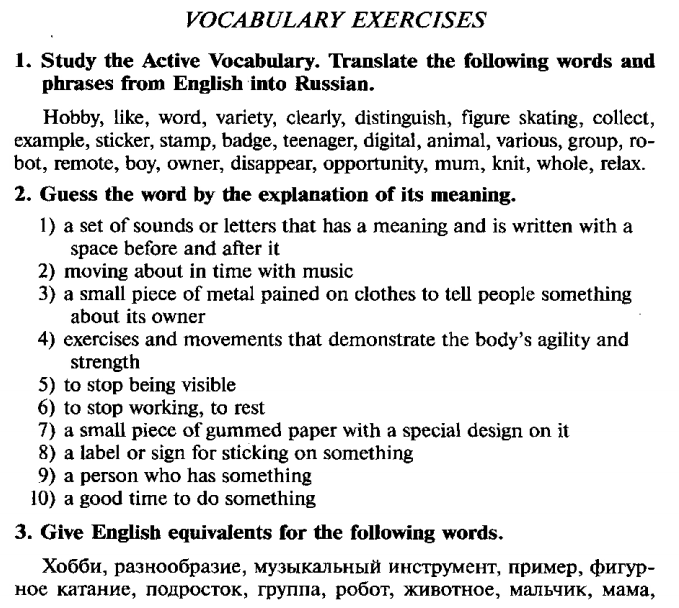 VOCABULARY EXERCISES
1. Study the Active Vocabulary. Translate the following words and
phrases from English into Russian.
Hobby, like, word, variety, clearly, distinguish, figure skating, collect,
example, sticker, stamp, badge, teenager, digital, animal, various, group, ro-
bot, remote, boy, owner, disappear, opportunity, mum, knit, whole, relax.
2. Guess the word by the explanation of its meaning.
1) a set of sounds or letters that has a meaning and is written with a
space before and after it
2) moving about in time with music
3) a small piece of metal pained on clothes to tell people something
about its owner
4) exercises and movements that demonstrate the body's agility and
strength
5) to stop being visible
6) to stop working, to rest
7) a small piece of gummed paper with a special design on it
8) a label or sign for sticking on something
9) a person who has something
10) a good time to do something
3. Give English equivalents for the following words.
Хобби, разнообразие, музыкальный инструмент, пример, фигур-
ное катание, подросток, группа, робот, животное, мальчик, мама,